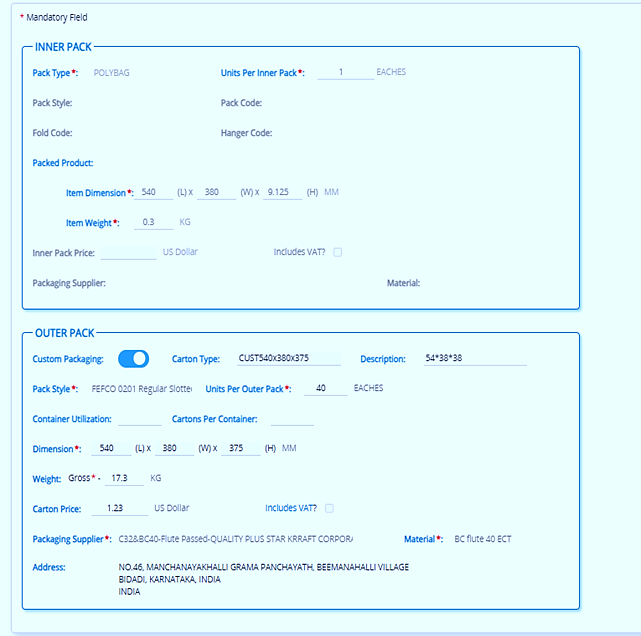 * Mandatory Field
INNER PACK
Pack Type*: POLYBAG Units Per Inner Pack*: 1 EACHES
Pack Style: Pack Code:
Fold Code: Hanger Code:
Packed Product:
Item Dimension*: 540 (L) X 380 (W) X 9.125 (H) MM
Item Weight*: 0.3 KG
Inner Pack Price: US Dollar Includes VAT?
Packaging Supplier: Material:
OUTER PACK
Custom Packaging: Carton Type: CUST540X380X375 Description: 54*38*38
Pack Style*: FEFCO 0201 Regular Slotte Units Per Outer Pack*: 40 EACHES
Container Utilization: Cartons Per Container:
Dimension*: 540 (L) X 380 (W) X 375 (H) MM
Weight: Gross* - 17.3 KG
Carton Price: 1.23 US Dollar Includes VAT?
Packaging Supplier*: C32&BC40-Flute Passed-QUALITY PLUS STAR KRRAFT CORPORA Material*: BC flute 40 ECT
Address: NO.46, MANCHANAYAKHALLI GRAMA PANCHAYATH, BEEMANAHALLI VILLAGE
BIDADI, KARNATAKA, INDIA
INDIA